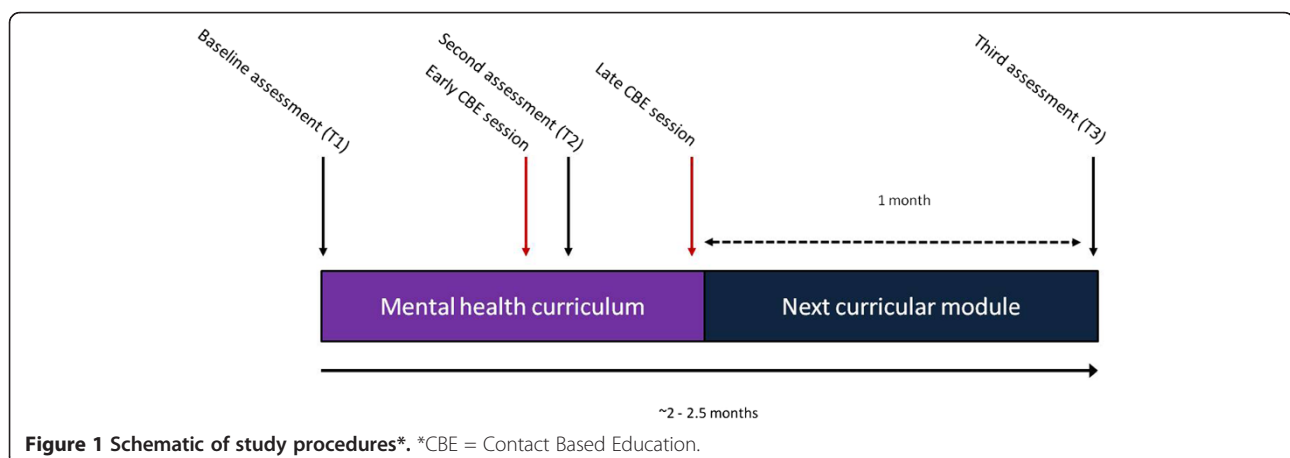 Baseline assessment (T1)
Early CBE session
Second assessment (T2)
Late CBE session
Third assessment (T3)
1 month
Mental health curriculum
Next curricular module
~2 - 2.5 months
Figure 1 Schematic of study procedures*. *CBE = Contact Based Education.